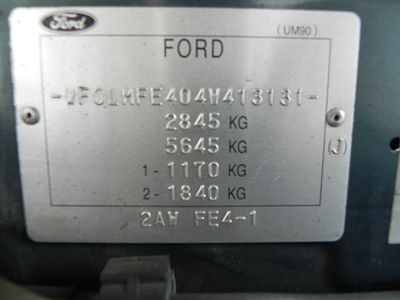 Ford
(UM90)
FORD
-WF0LMFE404W413131-
2845 KG
5645 KG
(J)
1- 1170 KG
2- 1840 KG
2AW FE4-1